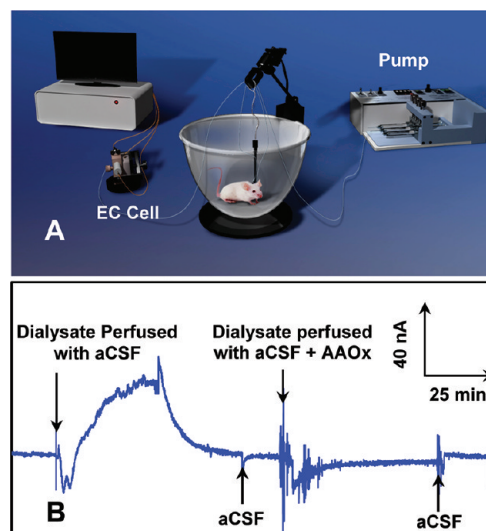 Pump
EC Cell
A
Dialysate Perfused
with aCSF
Dialysate perfused
with aCSF + AAOx
40 nA
25 min
aCSF
aCSF
B